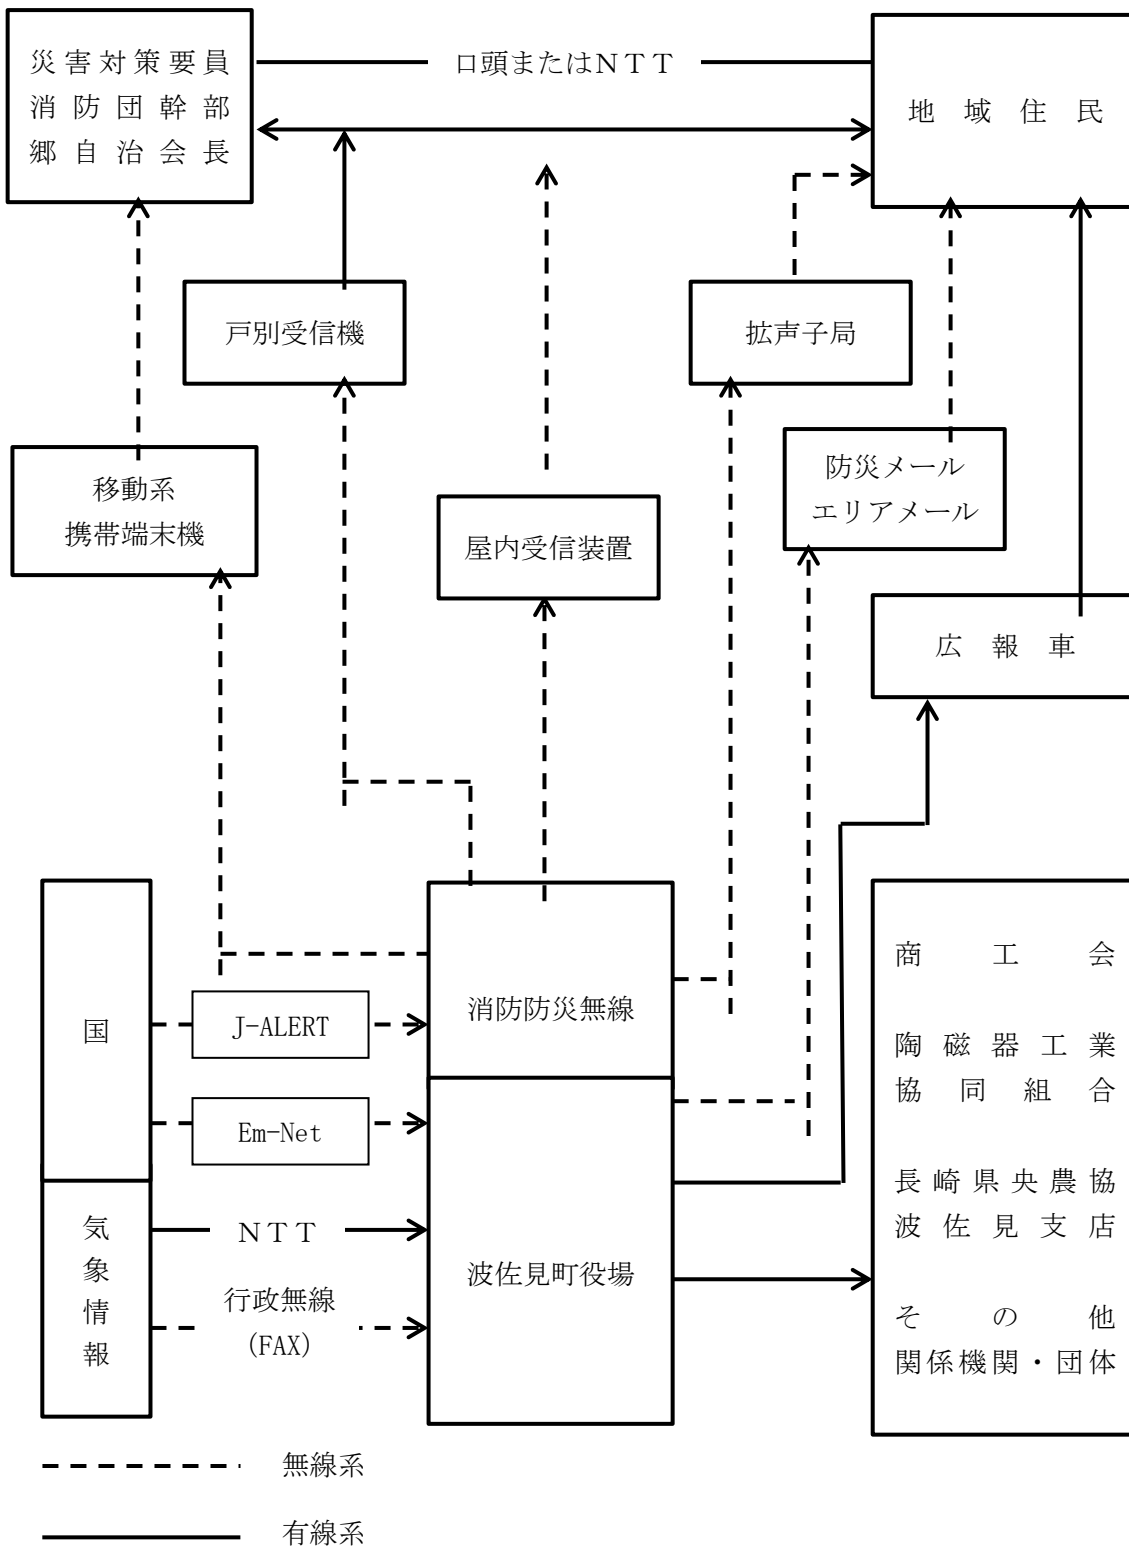 災害対策要員
消防団幹部
郷自治会長
口頭またはＮＴＴ
地域住民
戸別受信機
拡声子局
移動系
携帯端末機
屋内受信装置
防災メール
エリアメール
広報車
国
J-ALERT
Em-Net
消防防災無線
気象情報
ＮＴＴ
行政無線
(FAX)
波佐見町役場
商工会
陶磁器工業
協同組合
長崎県央農協
波佐見支店
その他
関係機関・団体
無線系
有線系